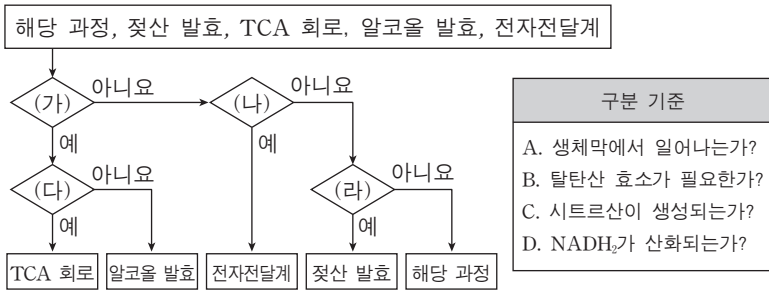 해당 과정, 젖산 발효, TCA 회로, 알코올 발효, 전자전달계
(가)
아니요
(나)
아니요
예
예
(다)
아니요
(라)
아니요
예
예
TCA 회로
알코올 발효
전자전달계
젖산 발효
해당 과정
구분 기준
A. 생체막에서 일어나는가?
B. 탈탄산 효소가 필요한가?
C. 시트르산이 생성되는가?
D. NADH₂가 산화되는가?